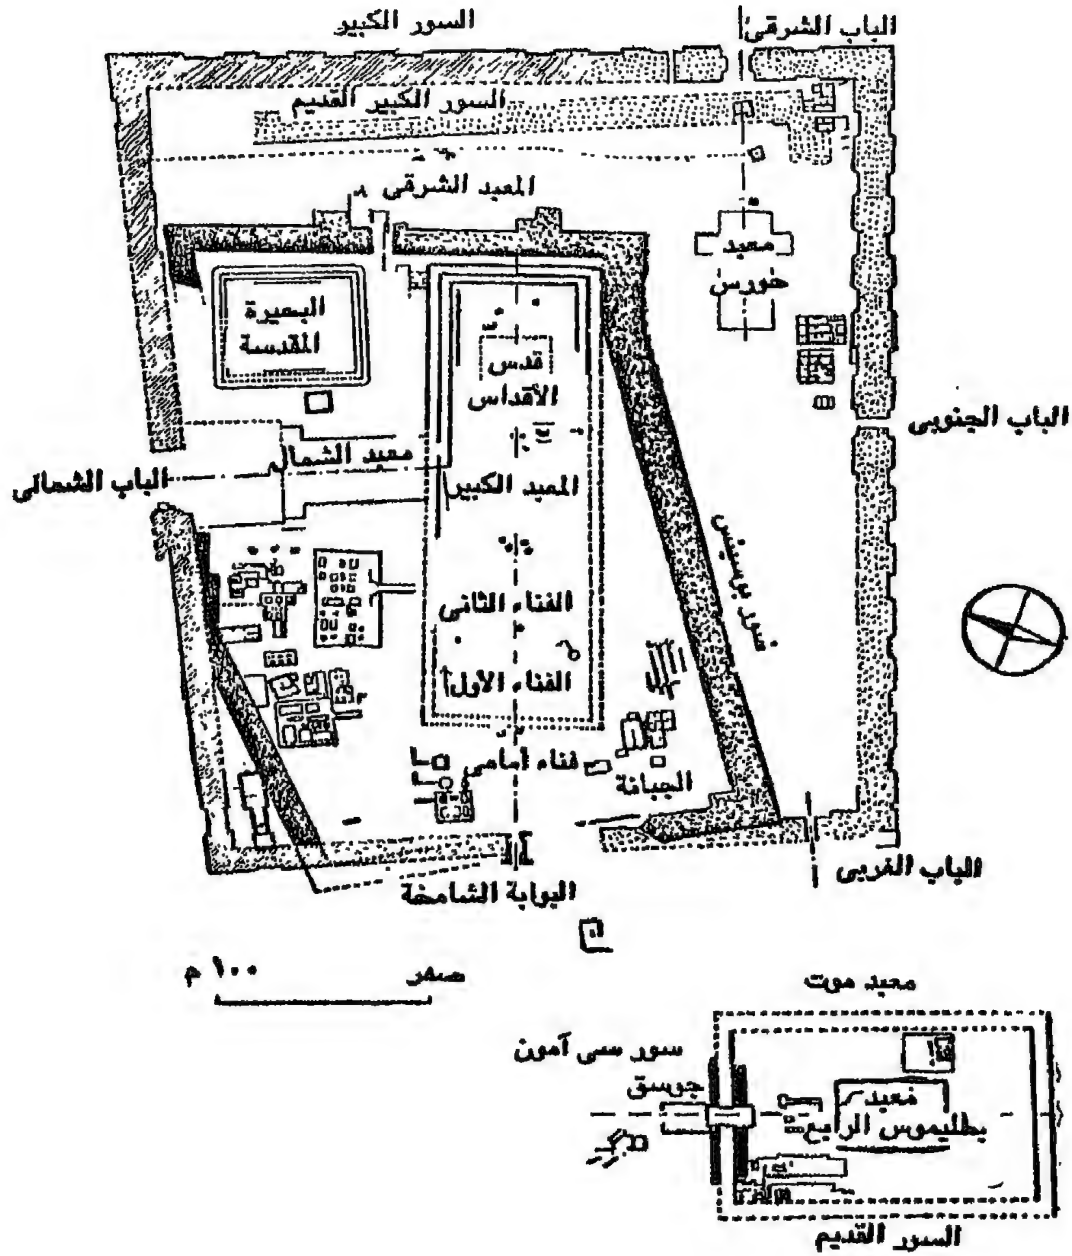 السور الكبير
الباب الشرقى
السور الكبير القديم
المعبد الشرقى
معبد
حورس
البحيرة
المقدسة
قدس
الأقداس
الباب الجنوبى
معبد الشمال
الباب الشمالى
المعبد الكبير
سور بوسينس
الفناء الثانى
الفناء الأول
فناء أمامى
الجبانة
الباب الغربى
البوابة الشامخة
صفر ١٠٠ م
معبد موت
سور سى آمون
جوسق
معبد
بطليموس الرابع
السور القديم